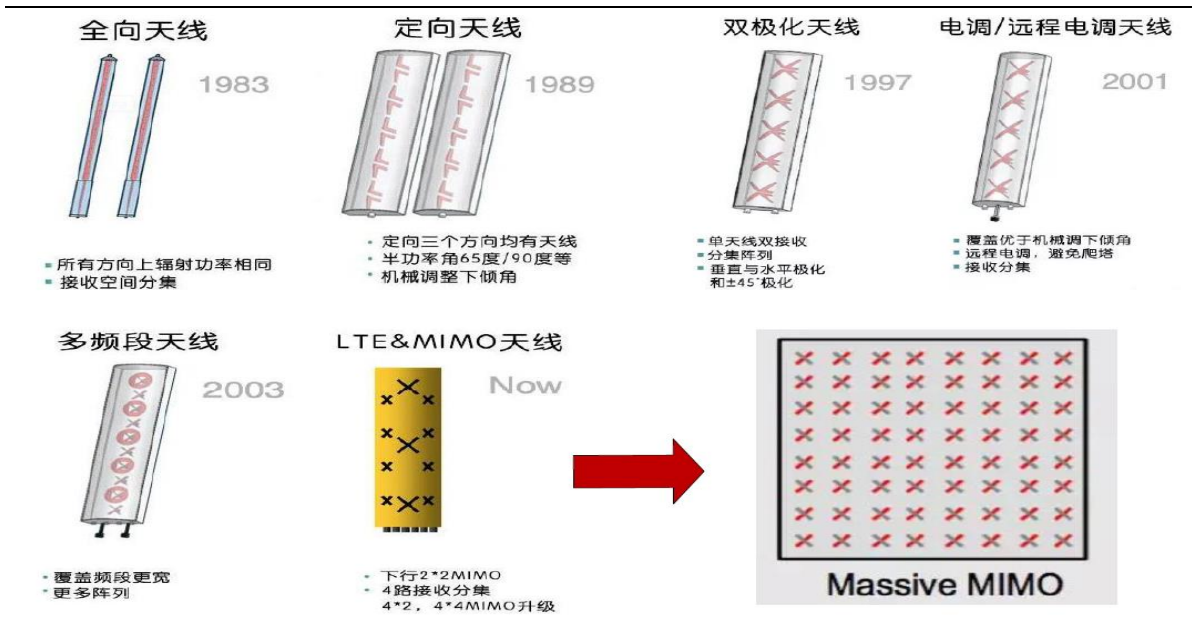 全向天线
1983
所有方向上辐射功率相同
接收空间分集
定向天线
1989
定向三个方向均有天线
半功率角65度/90度等
机械调整下倾角
双极化天线
1997
单天线双接收
分集阵列
垂直与水平极化
和±45°极化
电调/远程电调天线
2001
覆盖优于机械调下倾角
远程电调，避免爬塔
接收分集
多频段天线
2003
覆盖频段更宽
更多阵列
LTE&MIMO天线
Now
下行2*2MIMO
4路接收分集
4*2，4*4MIMO升级
Massive MIMO